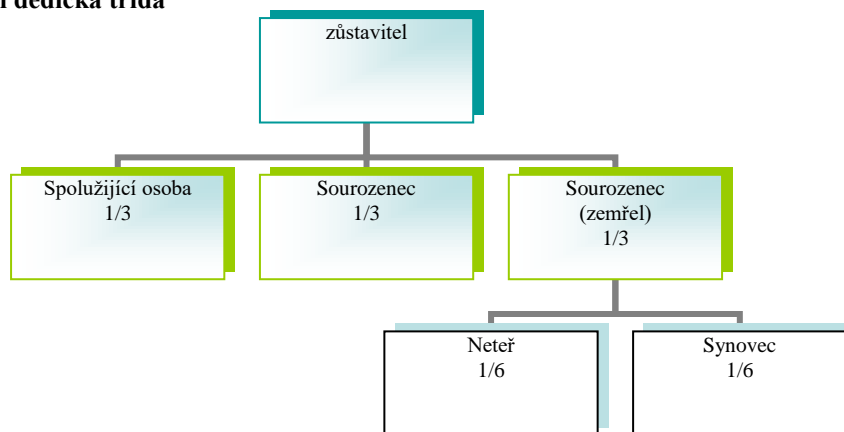 dědická třída
zůstavitel
Spolužijící osoba
1/3
Sourozenec
1/3
Sourozenec
(zemřel)
1/3
Neteř
1/6
Synovec
1/6